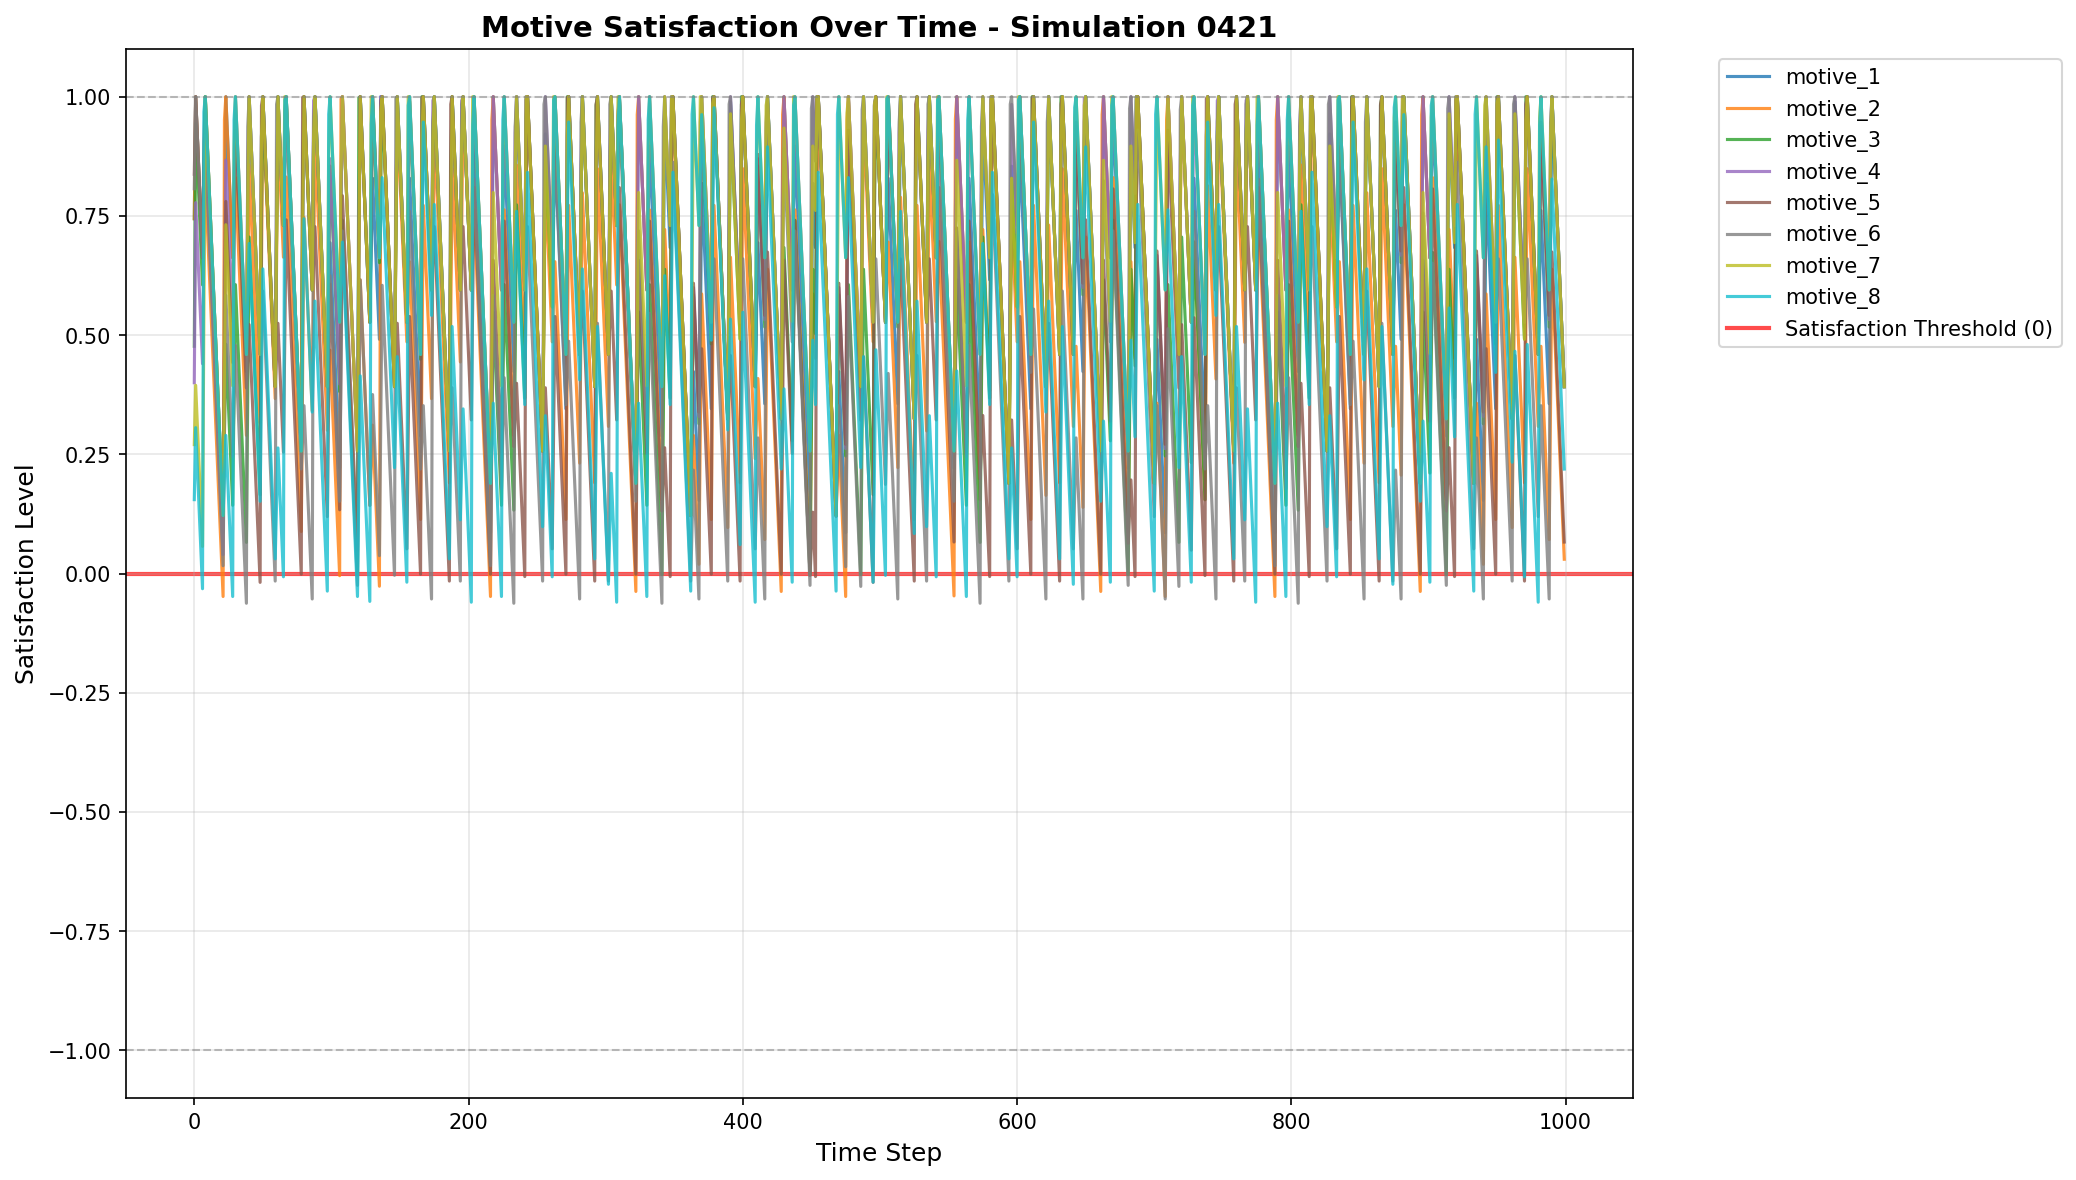 Motive Satisfaction Over Time - Simulation 0421
1.00
0.75
0.50
0.25
0.00
−0.25
−0.50
−0.75
−1.00
Satisfaction Level
0 200 400 600 800 1000
Time Step
motive_1
motive_2
motive_3
motive_4
motive_5
motive_6
motive_7
motive_8
Satisfaction Threshold (0)